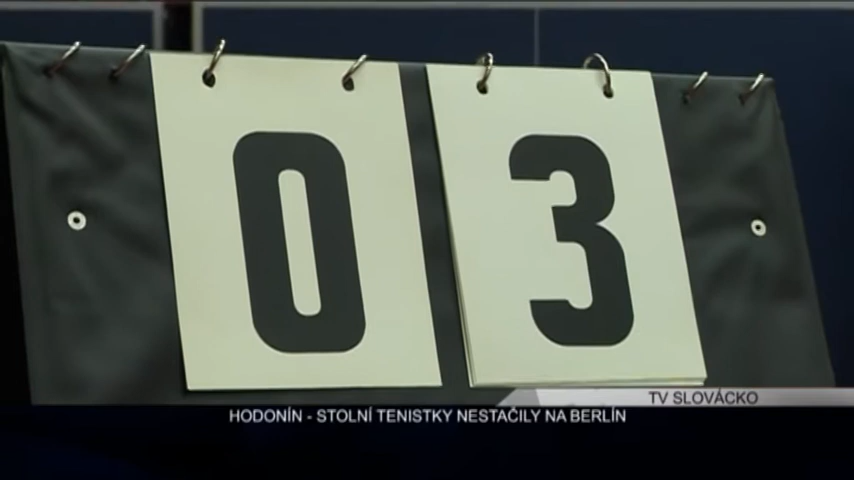 0 3
TV SLOVÁCKO
HODONÍN - STOLNÍ TENISTKY NESTAČILY NA BERLÍN